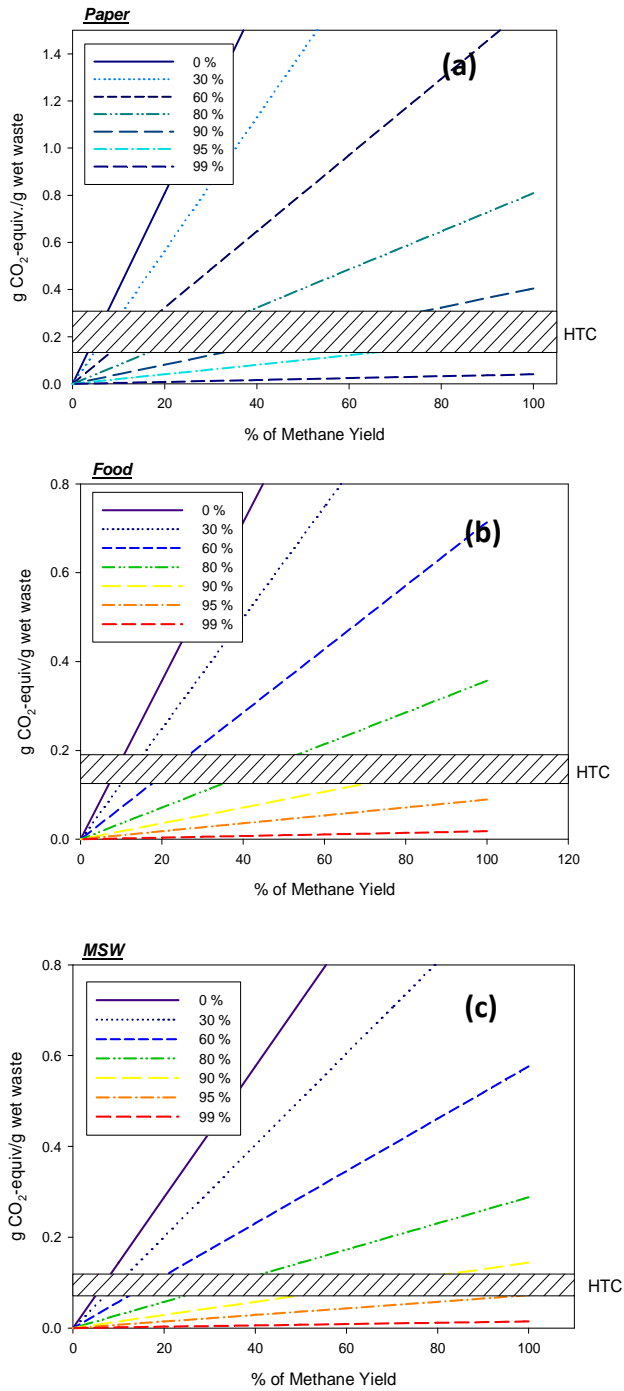 Paper
(a)
0 %
30 %
60 %
80 %
90 %
95 %
99 %
g CO₂-equiv./g wet waste
1.4
1.2
1.0
0.8
0.6
0.4
0.2
0.0
HTC
0 20 40 60 80 100
% of Methane Yield
Food
(b)
0 %
30 %
60 %
80 %
90 %
95 %
99 %
g CO₂-equiv/g wet waste
0.8
0.6
0.4
0.2
0.0
HTC
0 20 40 60 80 100 120
% of Methane Yield
MSW
(c)
0 %
30 %
60 %
80 %
90 %
95 %
99 %
g CO₂-equiv/g wet waste
0.8
0.6
0.4
0.2
0.0
HTC
0 20 40 60 80 100
% of Methane Yield